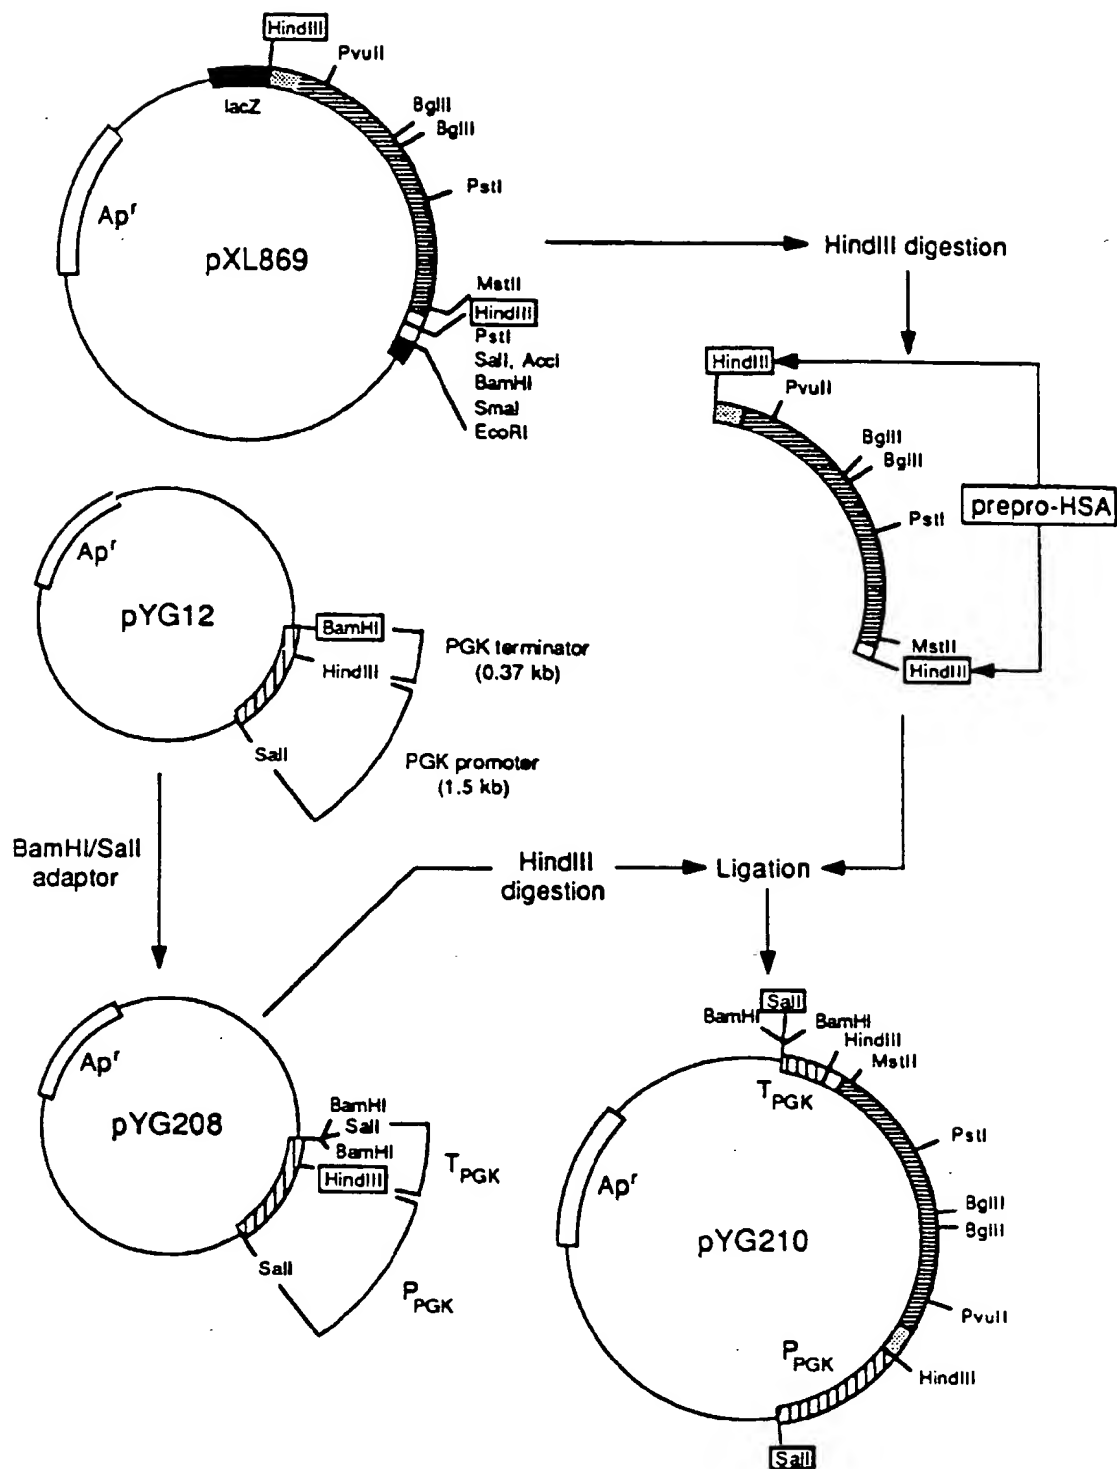 HindIII
PvuII
lacZ
BglII
BglII
PstI
Apr
pXL869
MstII
HindIII
PstI
SalI, AccI
BamHI
SmaI
EcoRI
HindIII digestion
HindIII
PvuII
BglII
BglII
PstI
prepro-HSA
MstII
HindIII
Apr
pYG12
BamHI
HindIII
SalI
PGK terminator
(0.37 kb)
PGK promoter
(1.5 kb)
BamHI/SalI
adaptor
HindIII
digestion
Ligation
Apr
pYG208
BamHI
SalI
BamHI
HindIII
SalI
TPGK
PPGK
SalI
BamHI
BamHI
HindIII
MstII
TPGK
PstI
Apr
pYG210
BglII
BglII
PvuII
PPGK
HindIII
SalI